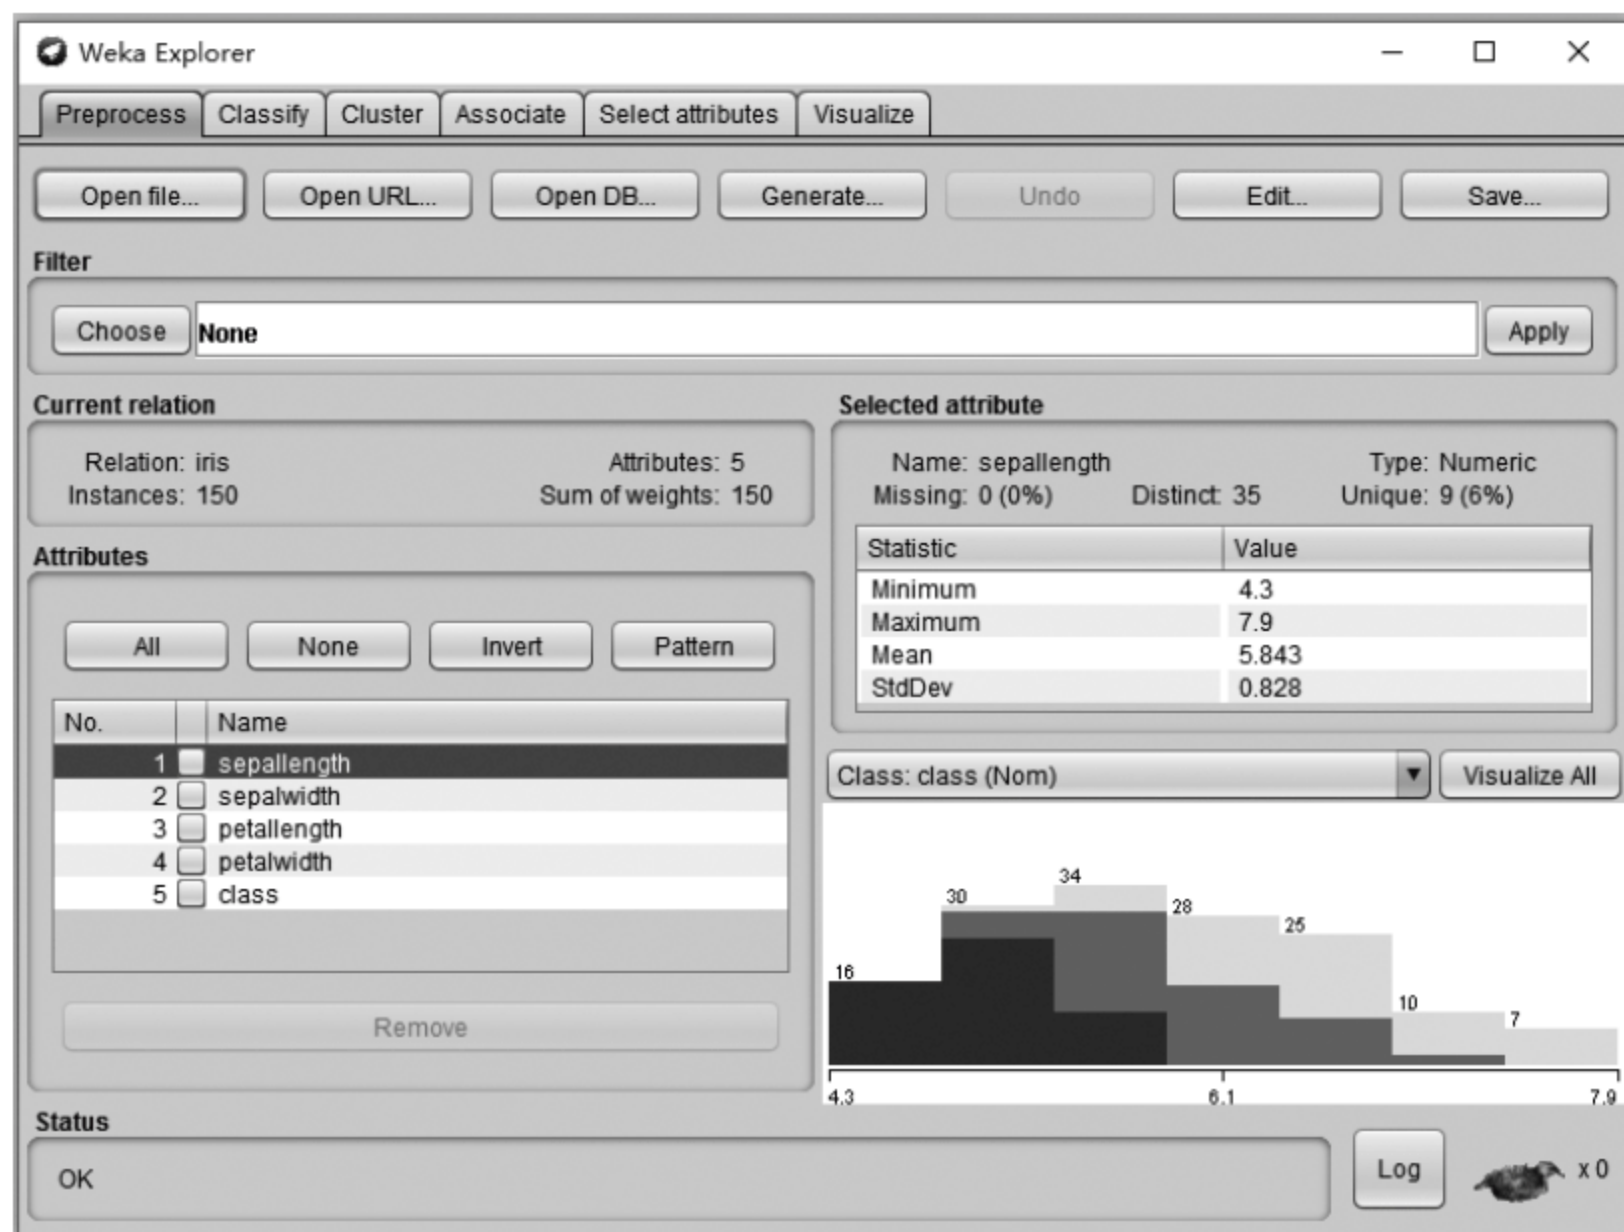 Weka Explorer
Preprocess Classify Cluster Associate Select attributes Visualize
Open file... Open URL... Open DB... Generate... Undo Edit... Save...
Filter
Choose None Apply
Current relation
Relation: iris Attributes: 5
Instances: 150 Sum of weights: 150
Attributes
All None Invert Pattern
No. Name
1 sepallength
2 sepalwidth
3 petallength
4 petalwidth
5 class
Remove
Selected attribute
Name: sepallength Type: Numeric
Missing: 0 (0%) Distinct: 35 Unique: 9 (6%)
Statistic Value
Minimum 4.3
Maximum 7.9
Mean 5.843
StdDev 0.828
Class: class (Nom) Visualize All
16 30 34 28 25 10 7
4.3 6.1 7.9
Status
OK Log x 0